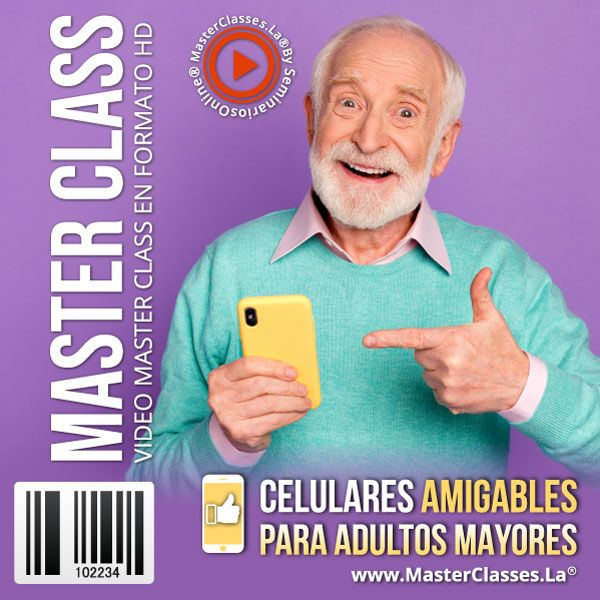 MasterClasses.La® By SeminariosOnline®
MASTER CLASS
VIDEO MASTER CLASS EN FORMATO HD
102234
CELULARES AMIGABLES
PARA ADULTOS MAYORES
www.MasterClasses.La®